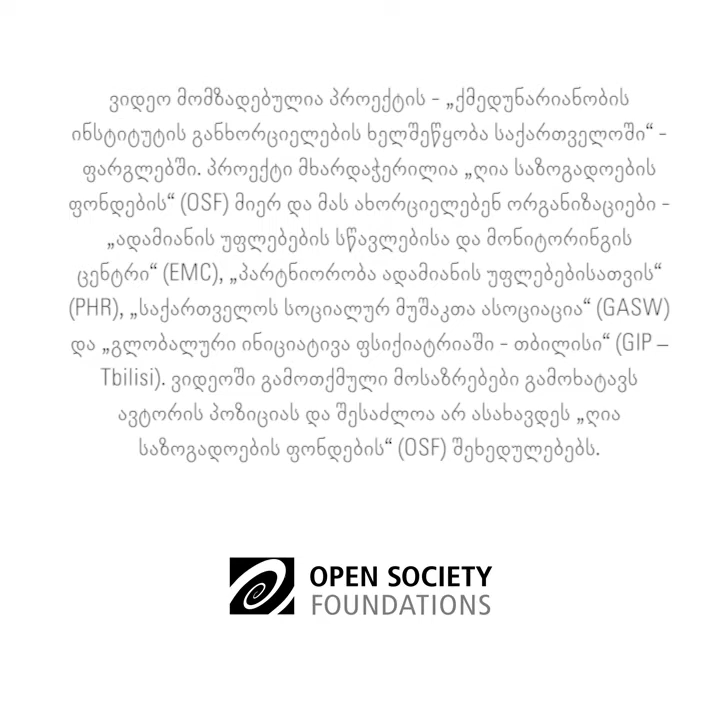 ვიდეო მომზადებულია პროექტის - „ქმედუნარიანობის
ინსტიტუტის განხორციელების ხელშეწყობა საქართველოში“ -
ფარგლებში. პროექტი მხარდაჭერილია „ღია საზოგადოების
ფონდების“ (OSF) მიერ და მას ახორციელებენ ორგანიზაციები -
„ადამიანის უფლებების სწავლებისა და მონიტორინგის
ცენტრი“ (EMC), „პარტნიორობა ადამიანის უფლებებისათვის“
(PHR), „საქართველოს სოციალურ მუშაკთა ასოციაცია“ (GASW)
და „გლობალური ინიციატივა ფსიქიატრიაში - თბილისი“ (GIP –
Tbilisi). ვიდეოში გამოთქმული მოსაზრებები გამოხატავს
ავტორის პოზიციას და შესაძლოა არ ასახავდეს „ღია
საზოგადოების ფონდების“ (OSF) შეხედულებებს.
OPEN SOCIETY
FOUNDATIONS